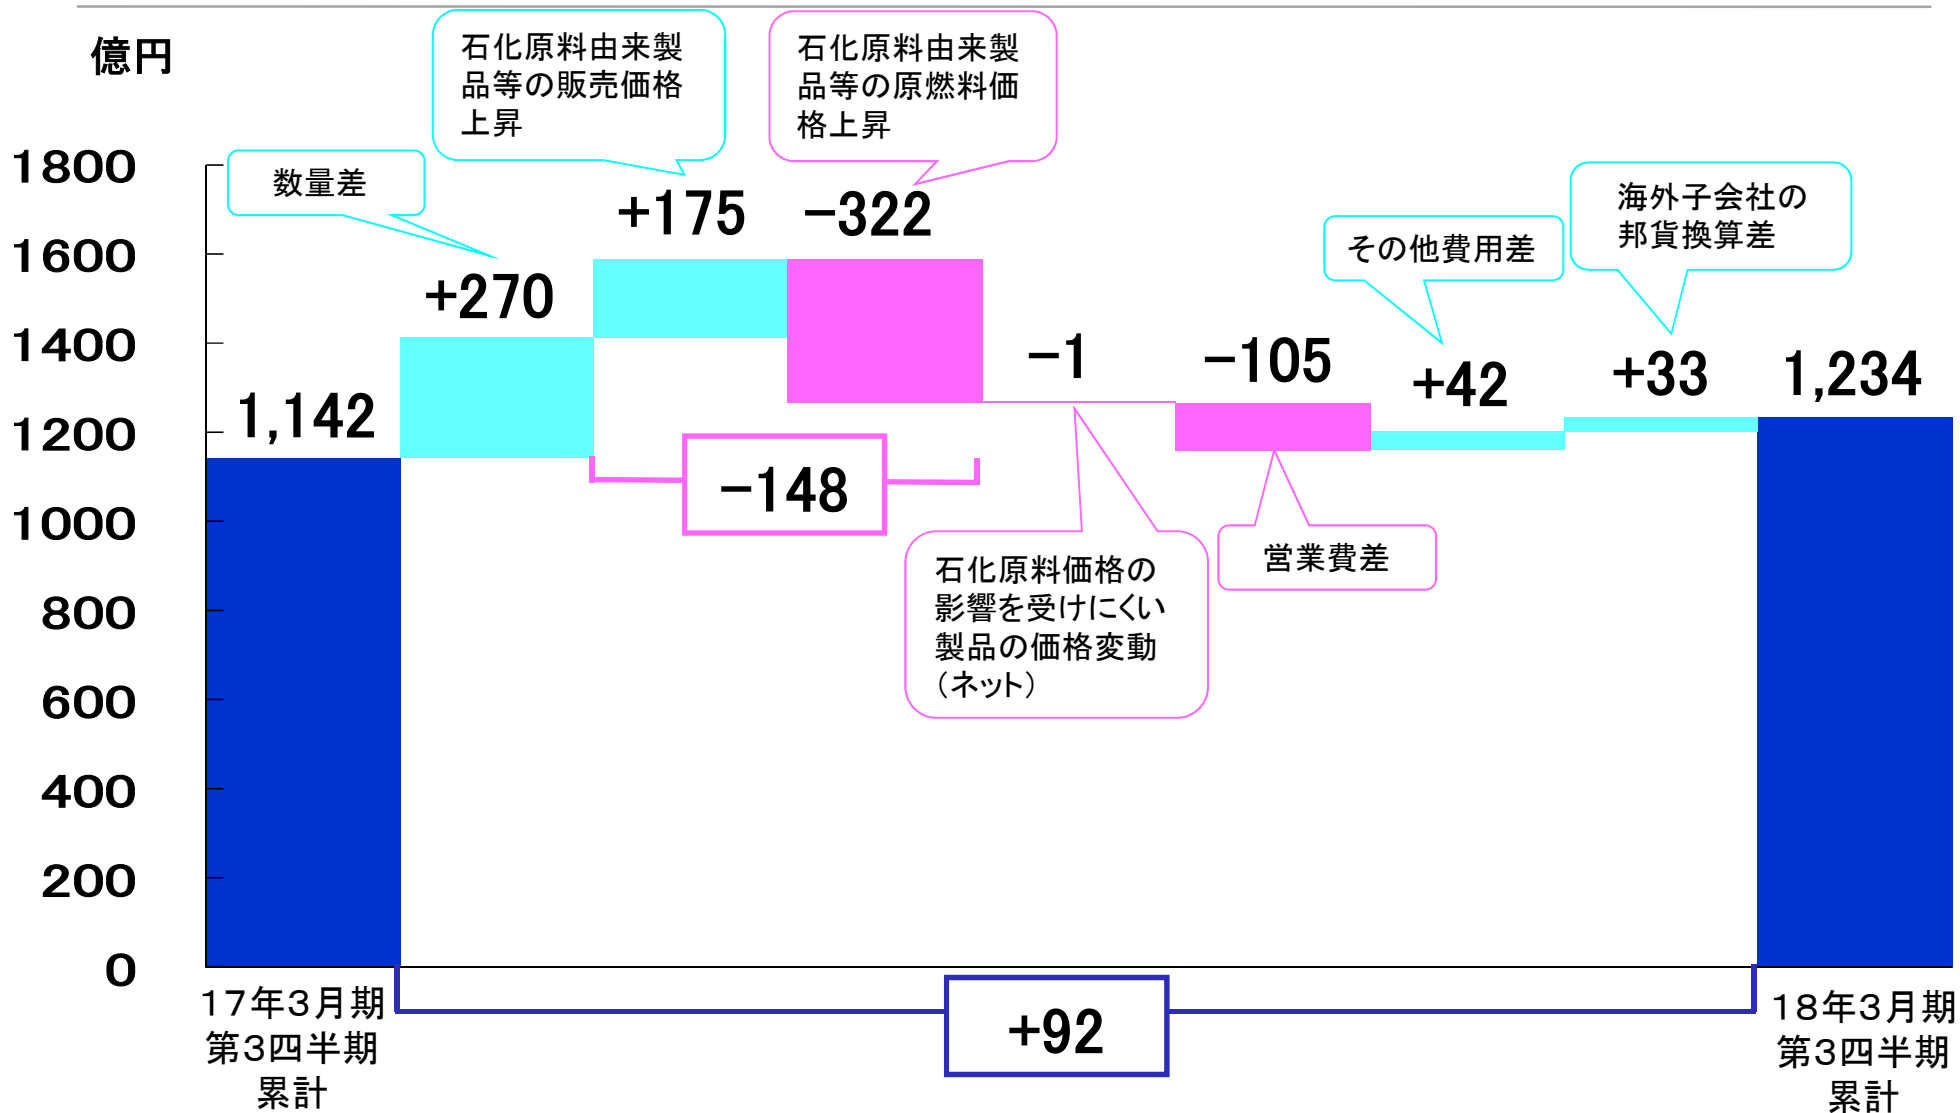 億円
石化原料由来製
品等の販売価格
上昇
石化原料由来製
品等の原燃料価
格上昇
数量差
海外子会社の
邦貨換算差
その他費用差
1800
1600
1400
1200
1000
800
600
400
200
0
1,142
+270
+175
−322
−1
−105
+42
+33
1,234
−148
石化原料価格の
影響を受けにくい
製品の価格変動
（ネット）
営業費差
+92
17年3月期
第3四半期
累計
18年3月期
第3四半期
累計